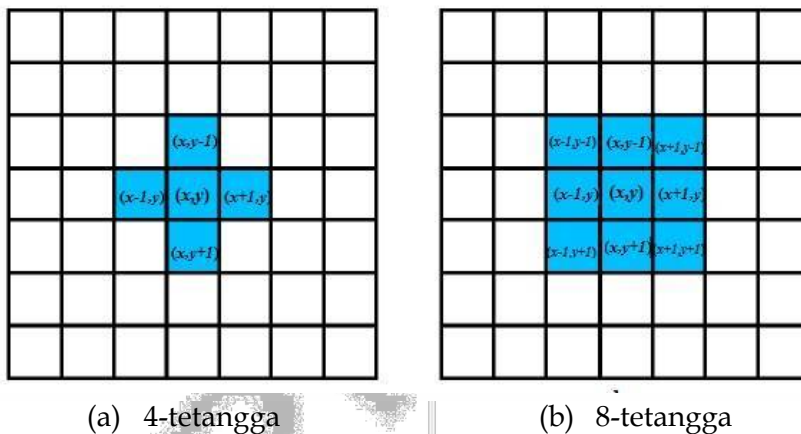 (x,y-1)
(x-1,y) (x,y) (x+1,y)
(x,y+1)
(x-1,y-1) (x,y-1) (x+1,y-1)
(x-1,y) (x,y) (x+1,y)
(x-1,y+1) (x,y+1) (x+1,y+1)
(a) 4-tetangga
(b) 8-tetangga